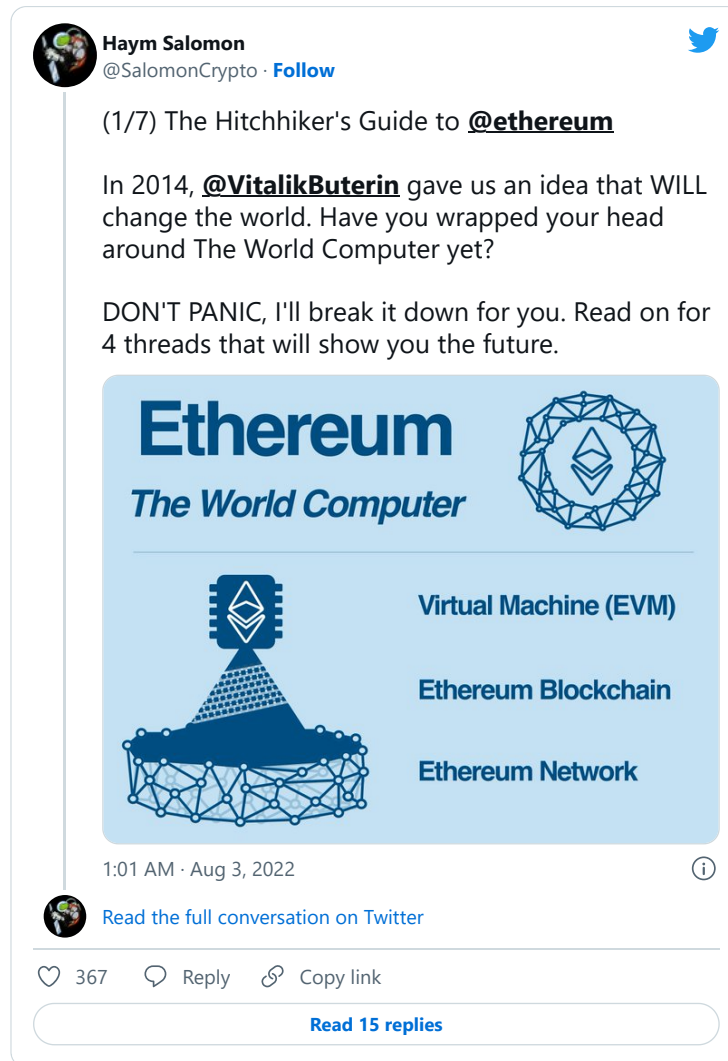 Haym Salomon
@SalomonCrypto · Follow
(1/7) The Hitchhiker's Guide to @ethereum
In 2014, @VitalikButerin gave us an idea that WILL
change the world. Have you wrapped your head
around The World Computer yet?
DON'T PANIC, I'll break it down for you. Read on for
4 threads that will show you the future.
Ethereum
The World Computer
Virtual Machine (EVM)
Ethereum Blockchain
Ethereum Network
1:01 AM · Aug 3, 2022
Read the full conversation on Twitter
367 Reply Copy link
Read 15 replies